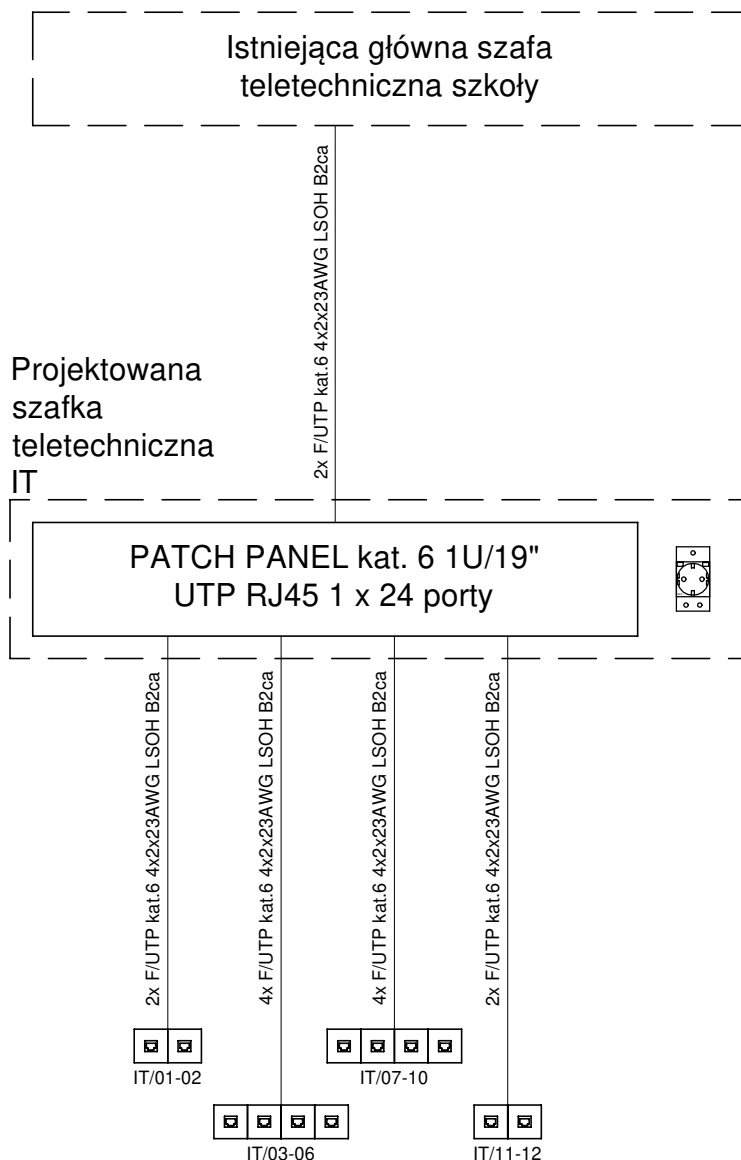 Istniejąca główna szafa
teletechniczna szkoły
2x F/UTP kat.6 4x2x23AWG LSOH B2ca
Projektowana
szafka
teletechniczna
IT
PATCH PANEL kat. 6 1U/19"
UTP RJ45 1 x 24 porty
2x F/UTP kat.6 4x2x23AWG LSOH B2ca
4x F/UTP kat.6 4x2x23AWG LSOH B2ca
4x F/UTP kat.6 4x2x23AWG LSOH B2ca
2x F/UTP kat.6 4x2x23AWG LSOH B2ca
IT/01-02
IT/07-10
IT/03-06
IT/11-12